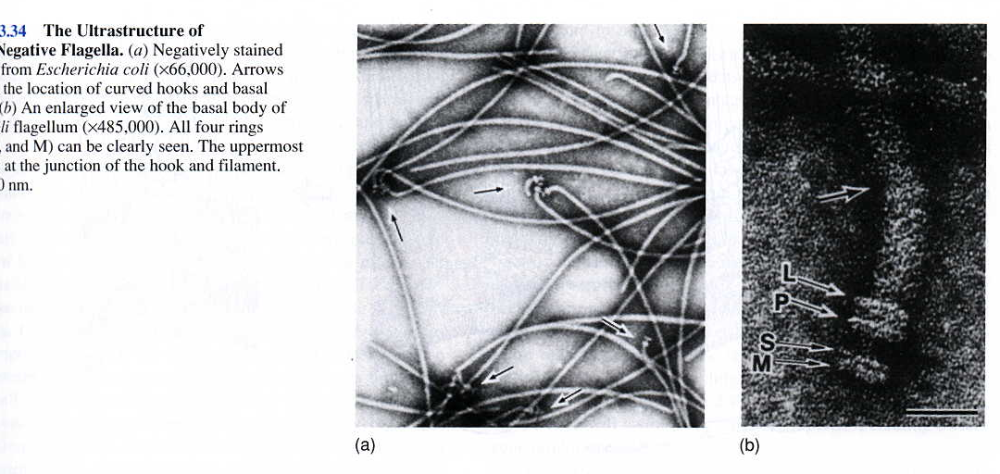 3.34 The Ultrastructure of
Negative Flagella. (a) Negatively stained
from Escherichia coli (×66,000). Arrows
the location of curved hooks and basal
(b) An enlarged view of the basal body of
li flagellum (×485,000). All four rings
, and M) can be clearly seen. The uppermost
at the junction of the hook and filament.
0 nm.
L
P
S
M
(a)
(b)